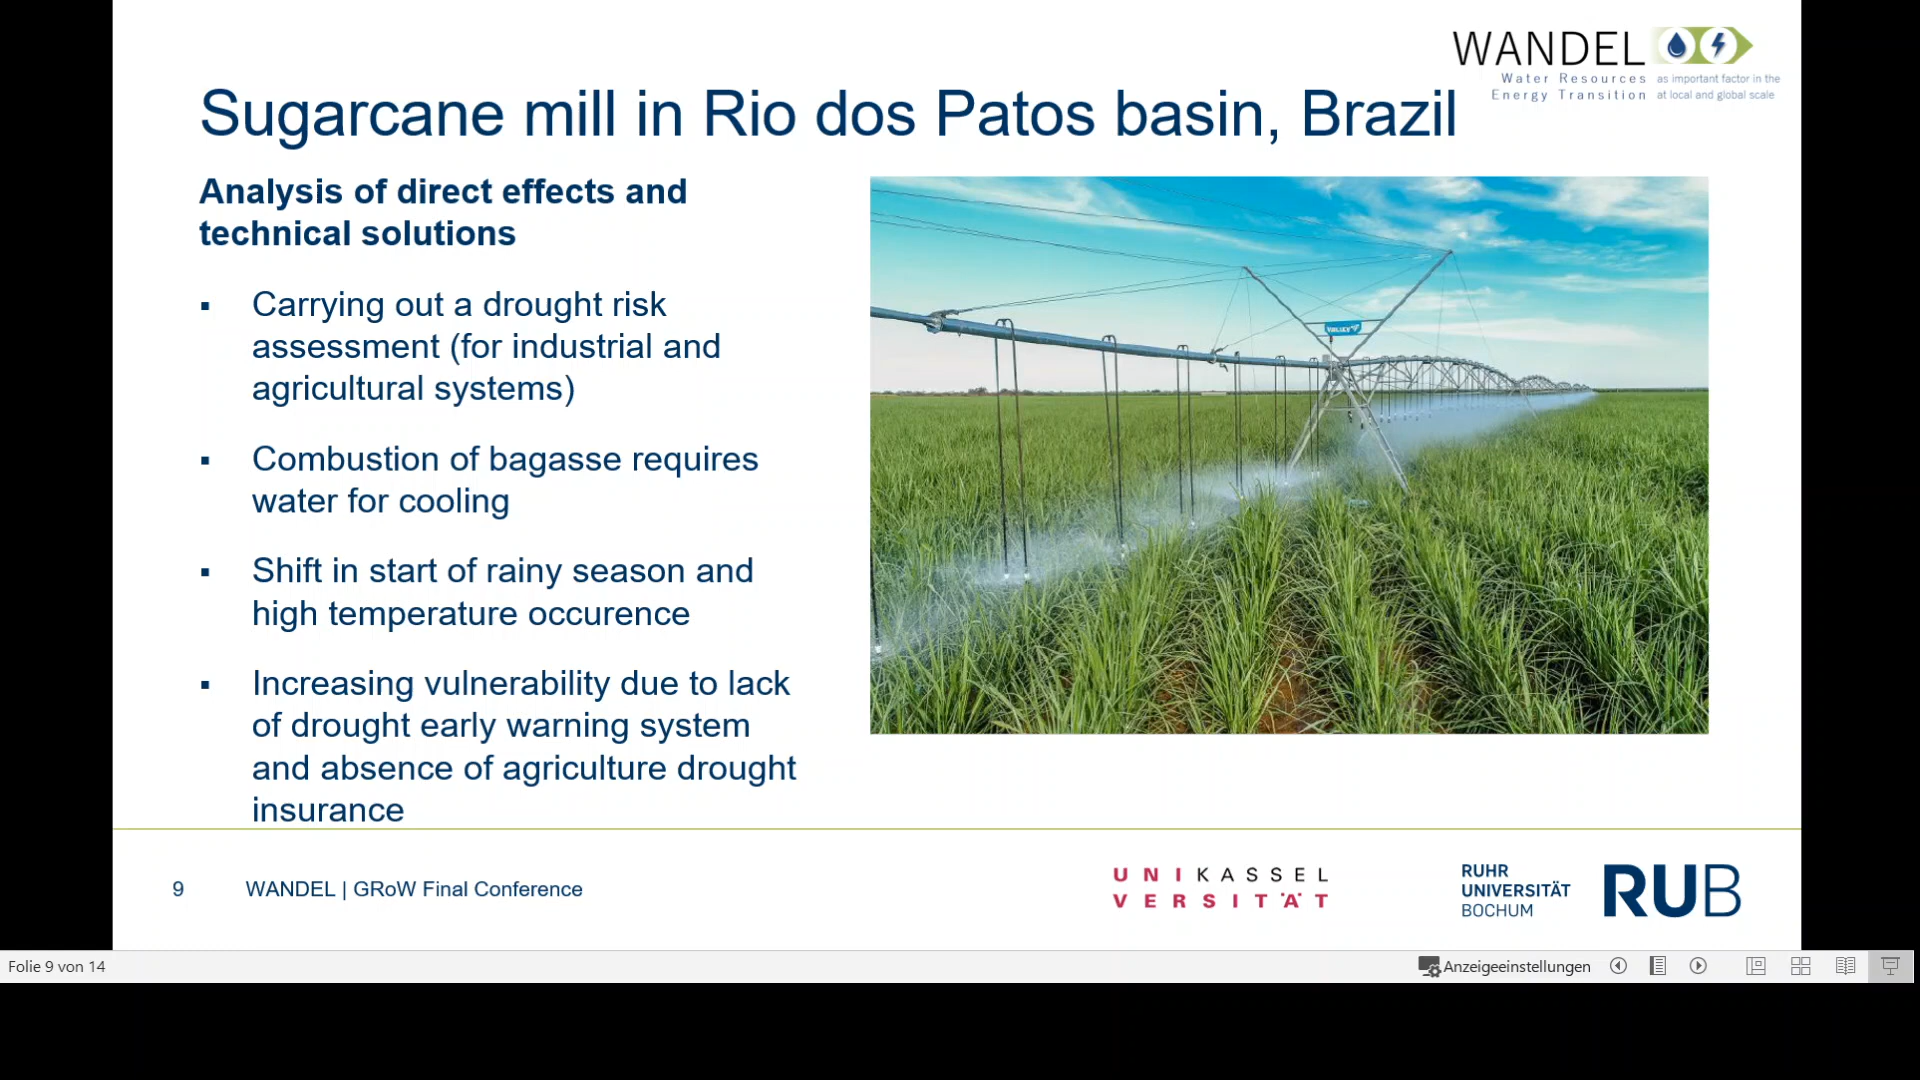 WANDEL
Water Resources as important factor in the
Energy Transition at local and global scale
Sugarcane mill in Rio dos Patos basin, Brazil
Analysis of direct effects and
technical solutions
▪ Carrying out a drought risk
assessment (for industrial and
agricultural systems)
▪ Combustion of bagasse requires
water for cooling
▪ Shift in start of rainy season and
high temperature occurence
▪ Increasing vulnerability due to lack
of drought early warning system
and absence of agriculture drought
insurance
VALLEY
9 WANDEL | GRoW Final Conference
UNIKASSEL
VERSITÄT
RUHR
UNIVERSITÄT
BOCHUM
RUB
Folie 9 von 14
Anzeigeeinstellungen